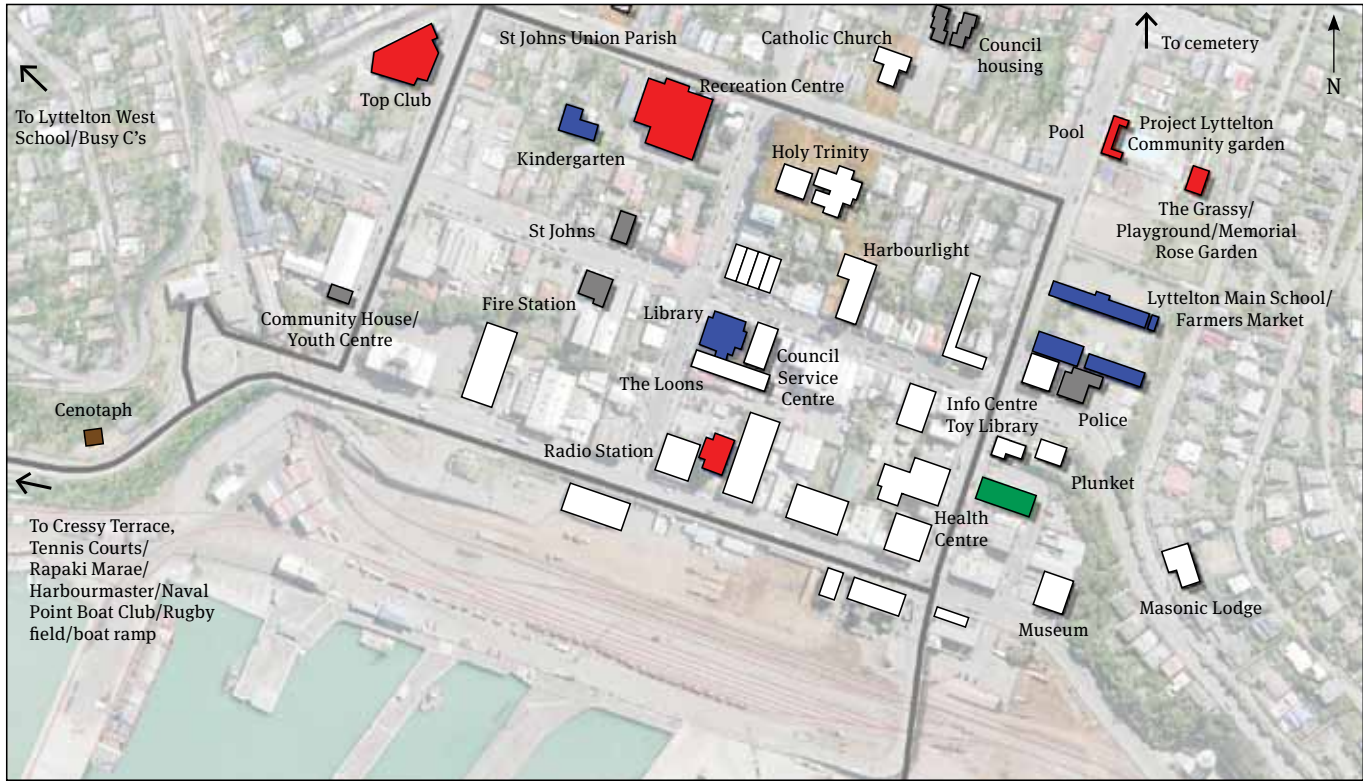 St Johns Union Parish
Catholic Church
Council
housing
To cemetery
N
Top Club
Recreation Centre
To Lyttelton West
School/Busy C's
Kindergarten
Pool
Project Lyttelton
Community garden
Holy Trinity
St Johns
The Grassy/
Playground/Memorial
Rose Garden
Harbourlight
Fire Station
Library
Lyttelton Main School/
Farmers Market
Community House/
Youth Centre
Council
Service
Centre
The Loons
Cenotaph
Info Centre
Toy Library
Police
Radio Station
Plunket
Health
Centre
To Cressy Terrace,
Tennis Courts/
Rapaki Marae/
Harbourmaster/Naval
Point Boat Club/Rugby
field/boat ramp
Masonic Lodge
Museum